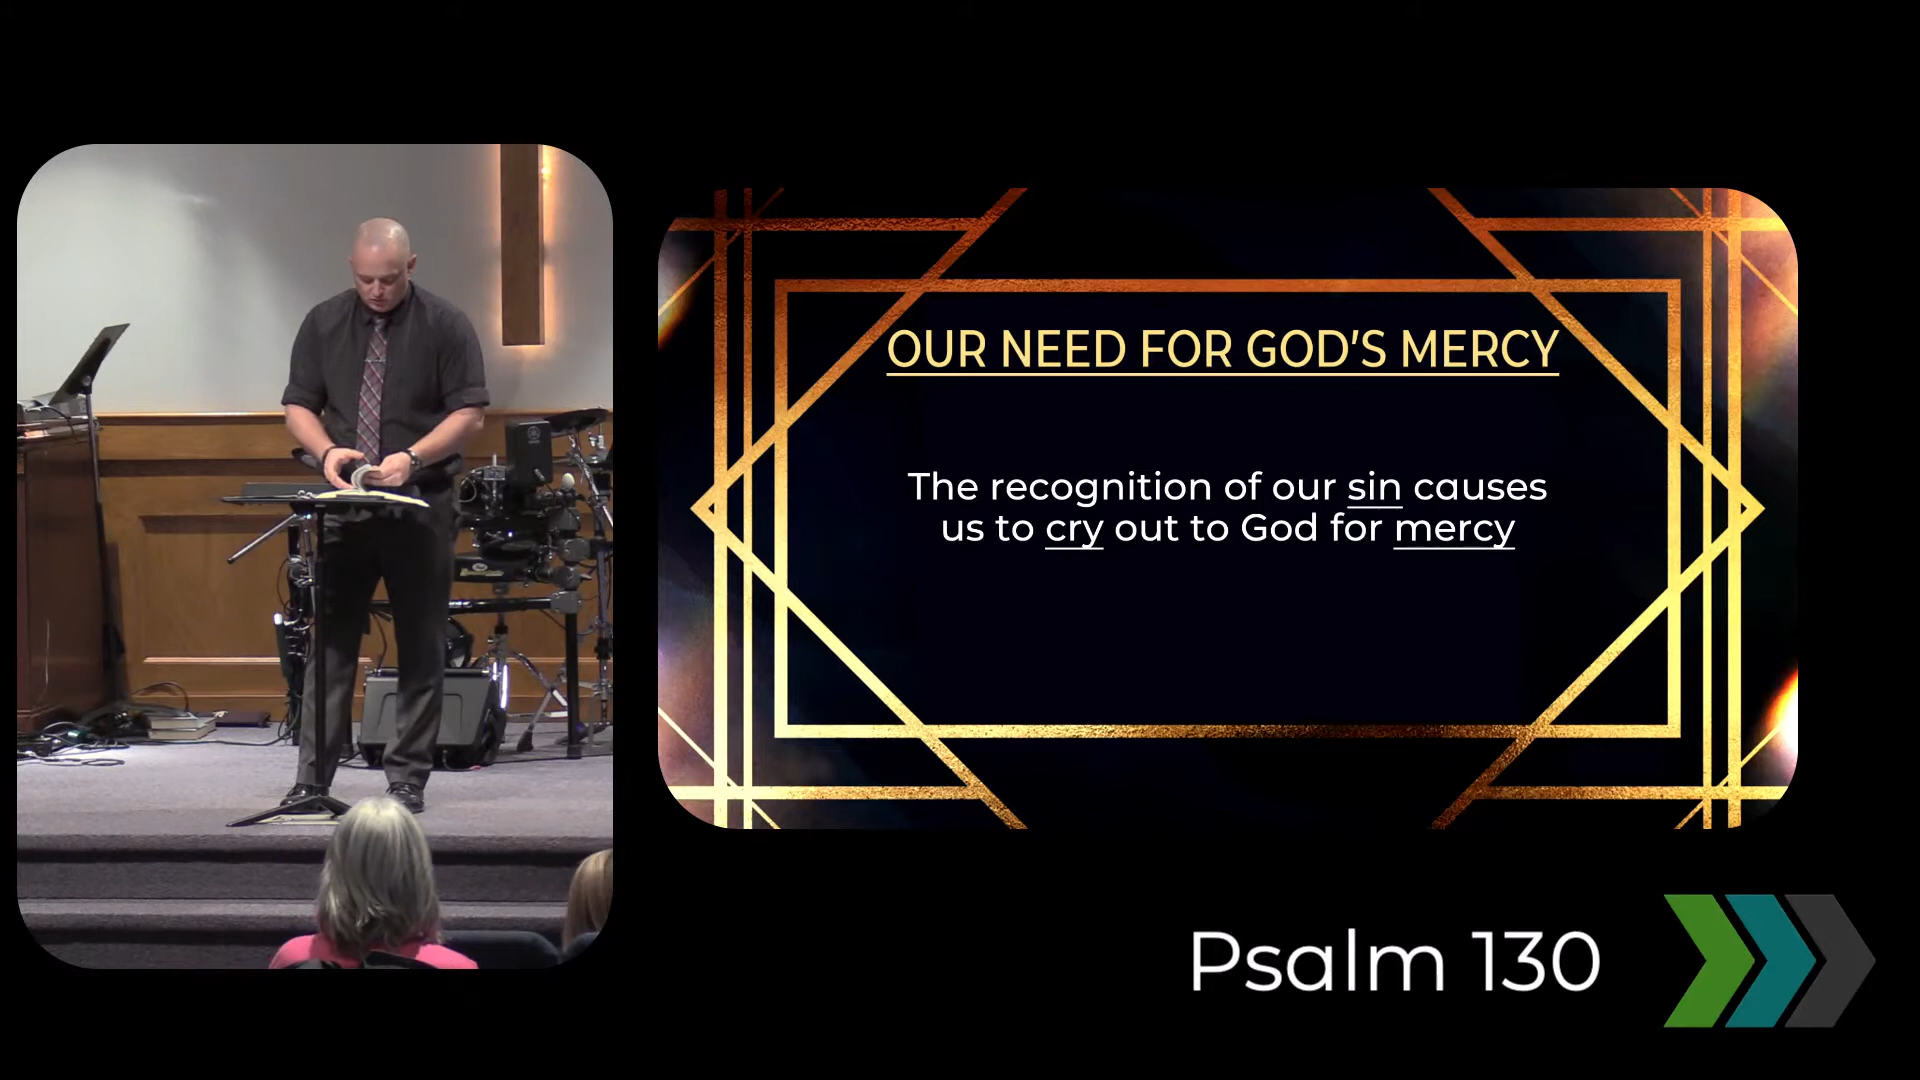 OUR NEED FOR GOD'S MERCY
The recognition of our sin causes
us to cry out to God for mercy
Psalm 130